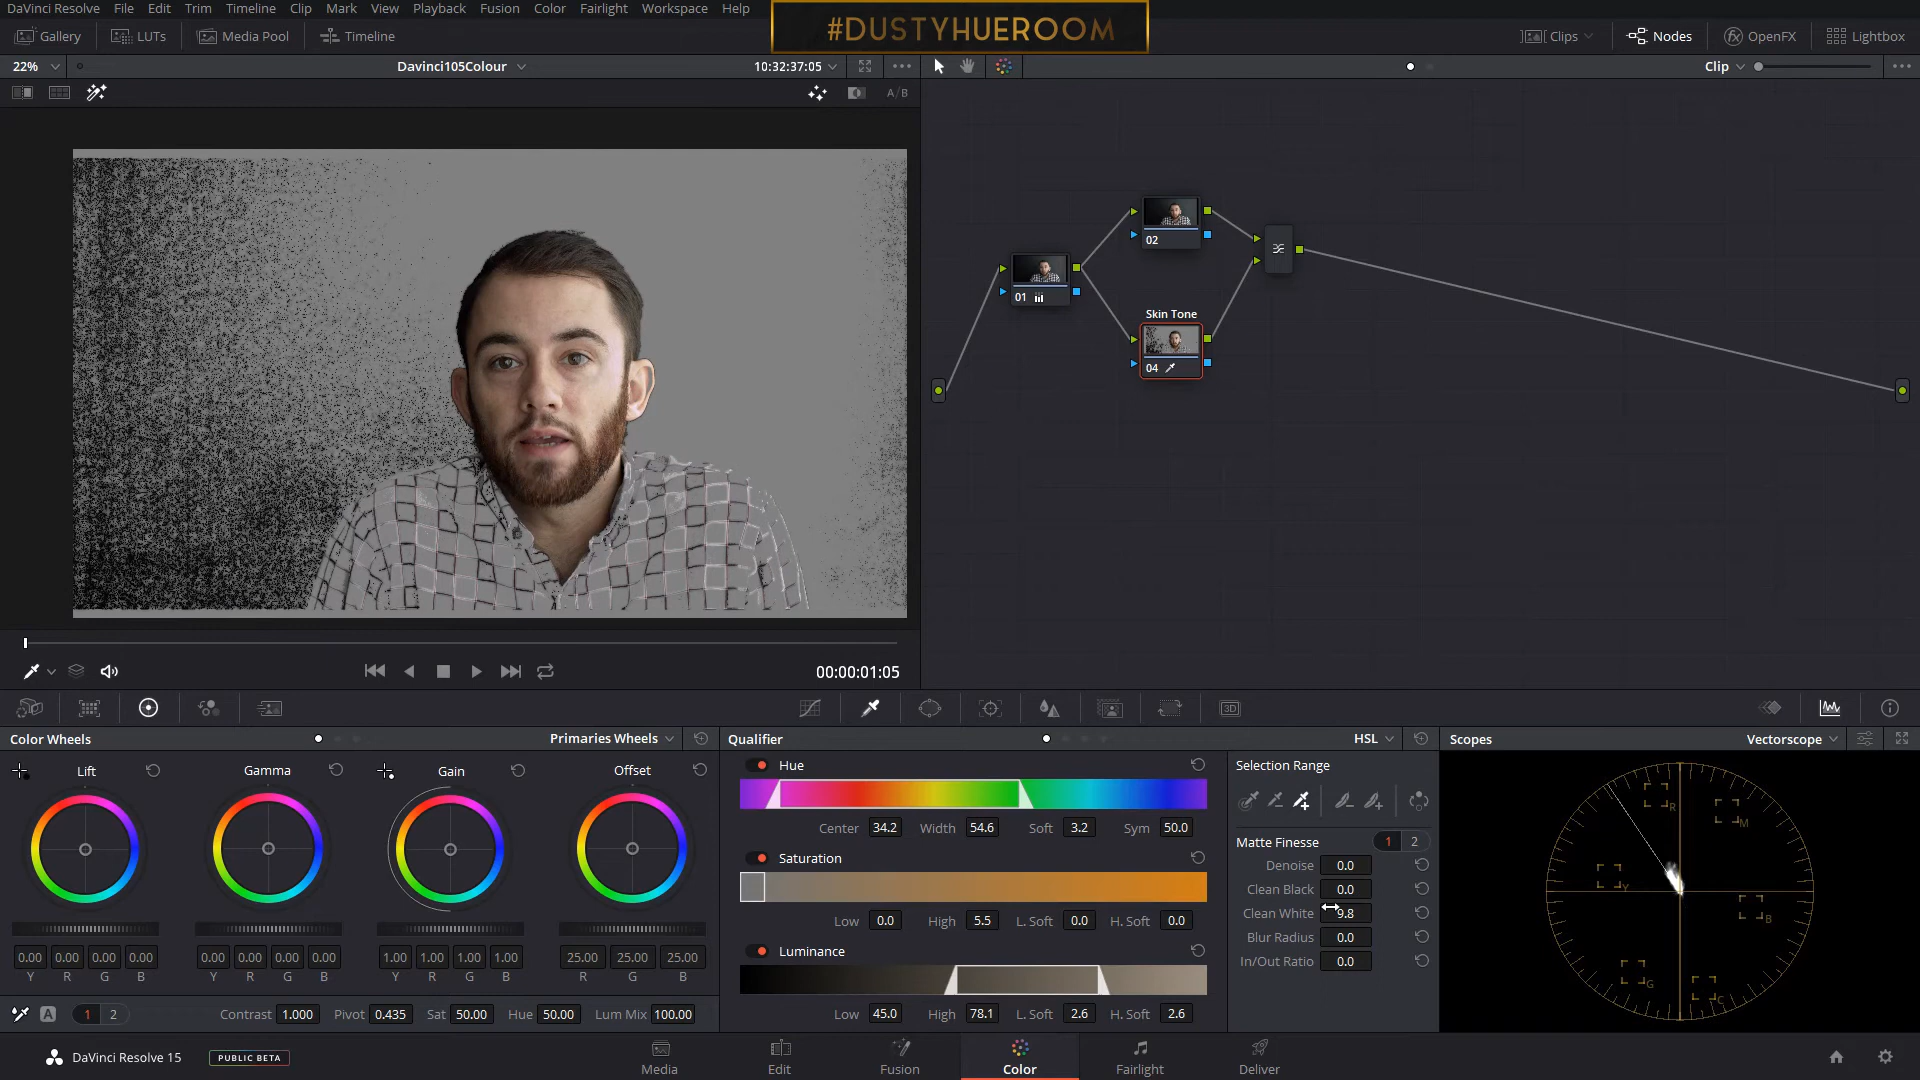 DaVinci Resolve File Edit Trim Timeline Clip Mark View Playback Fusion Color Fairlight Workspace Help
#DUSTYHUEROOM
Gallery LUTs Media Pool Timeline Clips Nodes OpenFX Lightbox
22% Davinci105Colour 10:32:37:05 Clip
A/B
02
01
Skin Tone
04
00:00:01:05
3D
Color Wheels Primaries Wheels Qualifier HSL Scopes Vectorscope
Lift Gamma Gain Offset
0.00 0.00 0.00 0.00 0.00 0.00 0.00 0.00 1.00 1.00 1.00 1.00 25.00 25.00 25.00
Y R G B Y R G B Y R G B R G B
A 1 2 Contrast 1.000 Pivot 0.435 Sat 50.00 Hue 50.00 Lum Mix 100.00
Hue
Center 34.2 Width 54.6 Soft 3.2 Sym 50.0
Saturation
Low 0.0 High 5.5 L. Soft 0.0 H. Soft 0.0
Luminance
Low 45.0 High 78.1 L. Soft 2.6 H. Soft 2.6
Selection Range
Matte Finesse 1 2
Denoise 0.0
Clean Black 0.0
Clean White 9.8
Blur Radius 0.0
In/Out Ratio 0.0
R M
Y B
G C
DaVinci Resolve 15 PUBLIC BETA Media Edit Fusion Color Fairlight Deliver